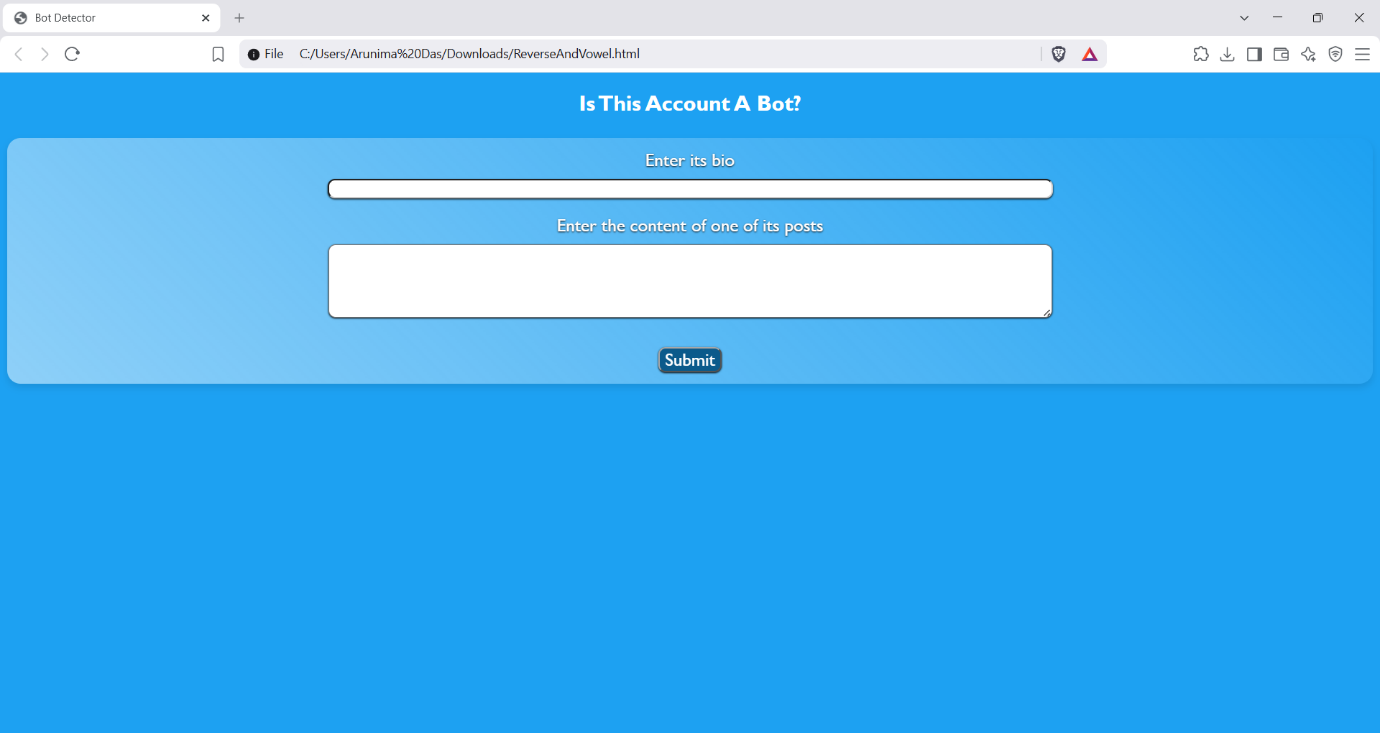 Bot Detector
File C:/Users/Arunima%20Das/Downloads/ReverseAndVowel.html
Is This Account A Bot?
Enter its bio
Enter the content of one of its posts
Submit